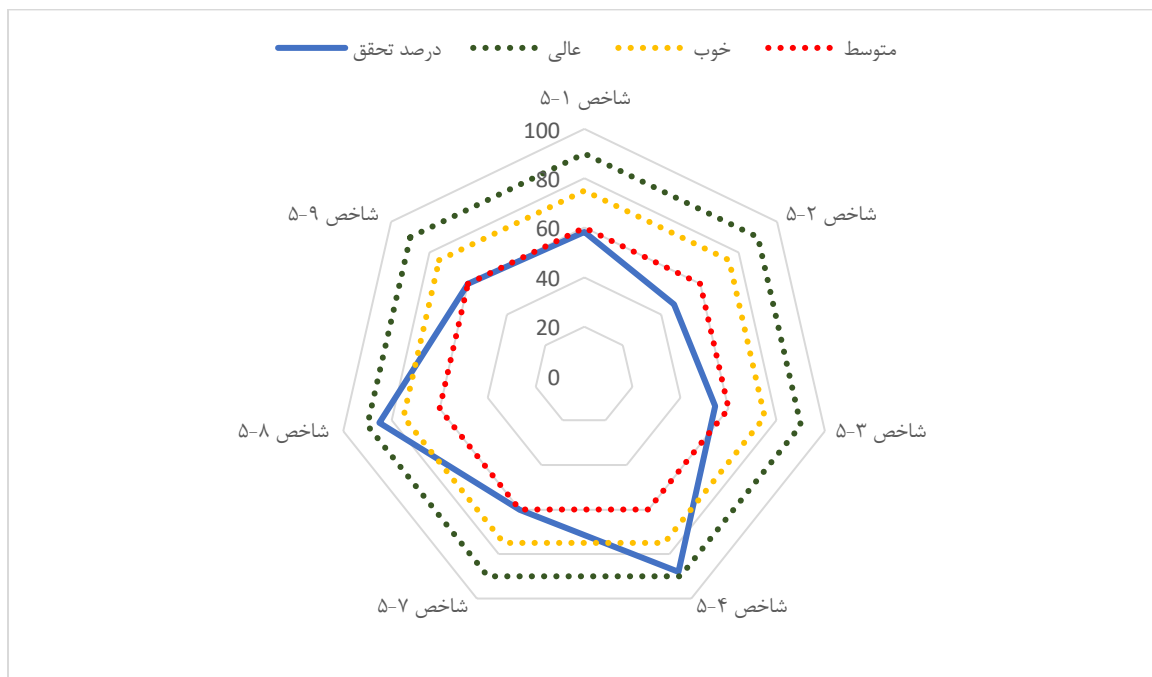 درصد تحقق عالی خوب متوسط
شاخص ۱-۵
100
80
60
40
20
0
شاخص ۲-۵
شاخص ۳-۵
شاخص ۴-۵
شاخص ۷-۵
شاخص ۸-۵
شاخص ۹-۵